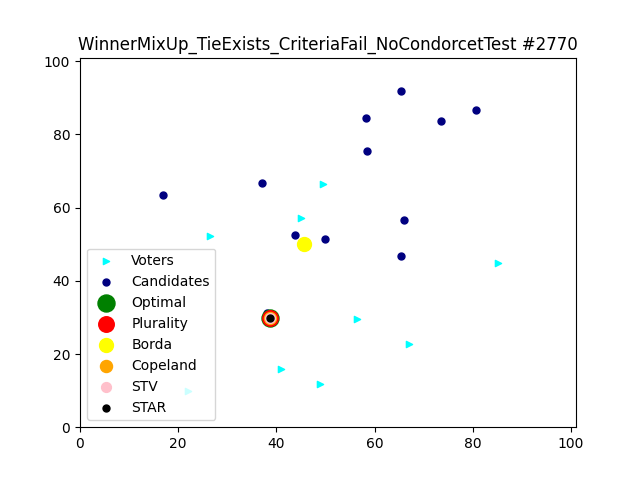 WinnerMixUp_TieExists_CriteriaFail_NoCondorcetTest #2770
100
80
60
40
20
0
Voters
Candidates
Optimal
Plurality
Borda
Copeland
STV
STAR
0 20 40 60 80 100